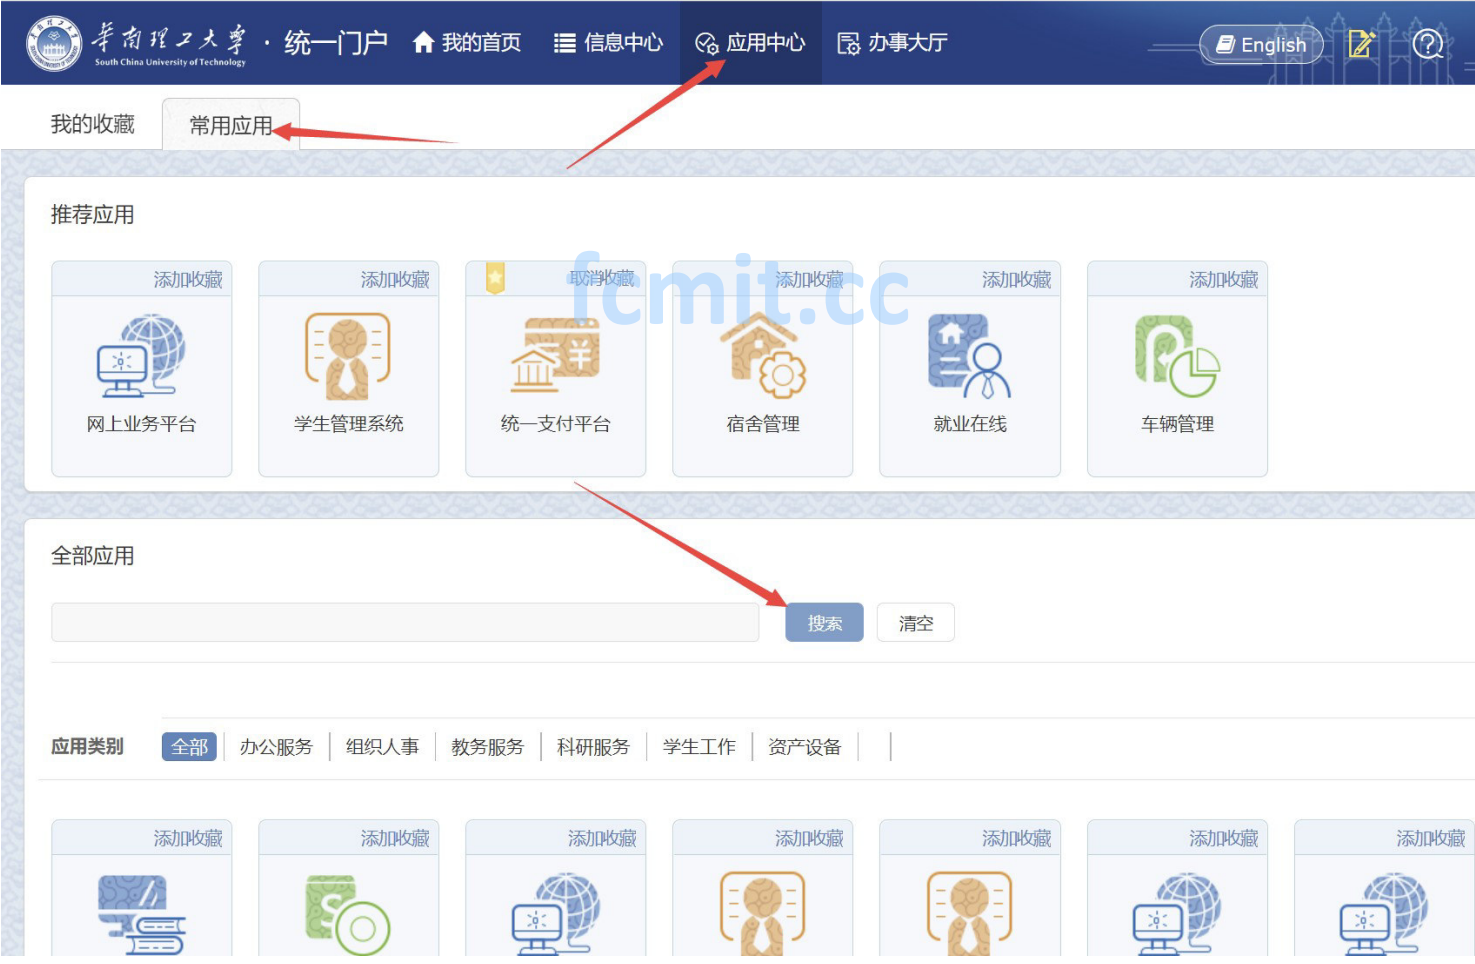 华南理工大学 · 统一门户 我的首页 信息中心 应用中心 办事大厅 English
South China University of Technology
我的收藏 常用应用
推荐应用
添加收藏 添加收藏 取消收藏 添加收藏 添加收藏 添加收藏
fcmit.cc
网上业务平台 学生管理系统 统一支付平台 宿舍管理 就业在线 车辆管理
全部应用
搜索 清空
应用类别 全部 办公服务 组织人事 教务服务 科研服务 学生工作 资产设备
添加收藏 添加收藏 添加收藏 添加收藏 添加收藏 添加收藏 添加收藏